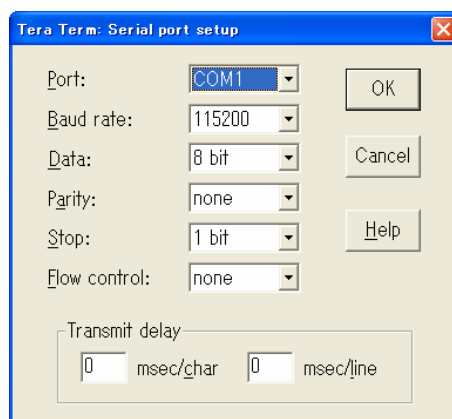 Tera Term: Serial port setup
Port: COM1 OK
Baud rate: 115200
Data: 8 bit Cancel
Parity: none
Stop: 1 bit Help
Flow control: none
Transmit delay
0 msec/char 0 msec/line